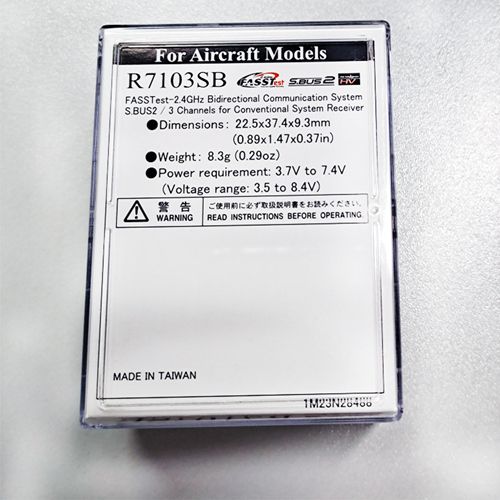 For Aircraft Models
R7103SB FASSTest S.BUS2 HV
FASSTest-2.4GHz Bidirectional Communication System
S.BUS2 / 3 Channels for Conventional System Receiver
●Dimensions: 22.5x37.4x9.3mm
(0.89x1.47x0.37in)
●Weight: 8.3g (0.29oz)
●Power requirement: 3.7V to 7.4V
(Voltage range: 3.5 to 8.4V)
警告 ご使用前に必ず取扱説明書をお読みください。
WARNING READ INSTRUCTIONS BEFORE OPERATING.
MADE IN TAIWAN
1M23N28488